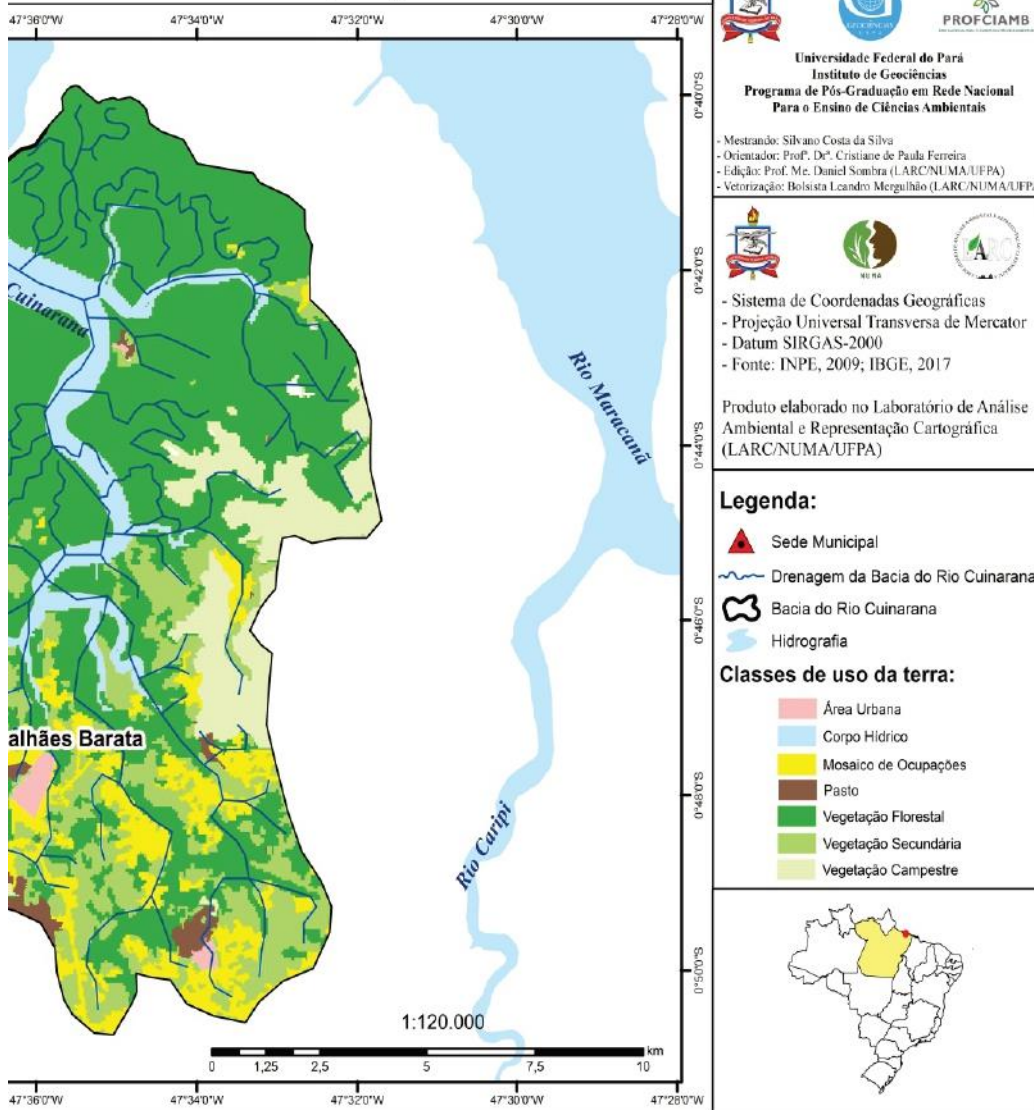 47°36'0"W 47°34'0"W 47°32'0"W 47°30'0"W 47°28'0"W
GEOCIÊNCIAS
PROFCIAMB
Universidade Federal do Pará
Instituto de Geociências
Programa de Pós-Graduação em Rede Nacional
Para o Ensino de Ciências Ambientais
- Mestrando: Silvano Costa da Silva
- Orientador: Profª. Drª. Cristiane de Paula Ferreira
- Edição: Prof. Me. Daniel Sombra (LARC/NUMA/UFPA)
- Vetorização: Bolsista Leandro Mergulhão (LARC/NUMA/UFPA
NUMA
LARC
- Sistema de Coordenadas Geográficas
- Projeção Universal Transversa de Mercator
- Datum SIRGAS-2000
- Fonte: INPE, 2009; IBGE, 2017
Produto elaborado no Laboratório de Análise
Ambiental e Representação Cartográfica
(LARC/NUMA/UFPA)
Legenda:
Sede Municipal
Drenagem da Bacia do Rio Cuinarana
Bacia do Rio Cuinarana
Hidrografia
Classes de uso da terra:
Área Urbana
Corpo Hídrico
Mosaico de Ocupações
Pasto
Vegetação Florestal
Vegetação Secundária
Vegetação Campestre
Cuinarana
Rio Maracanã
alhães Barata
Rio Caripi
0°40'0"S
0°42'0"S
0°44'0"S
0°46'0"S
0°48'0"S
0°50'0"S
1:120.000
km
0 1,25 2,5 5 7,5 10
47°36'0"W 47°34'0"W 47°32'0"W 47°30'0"W 47°28'0"W